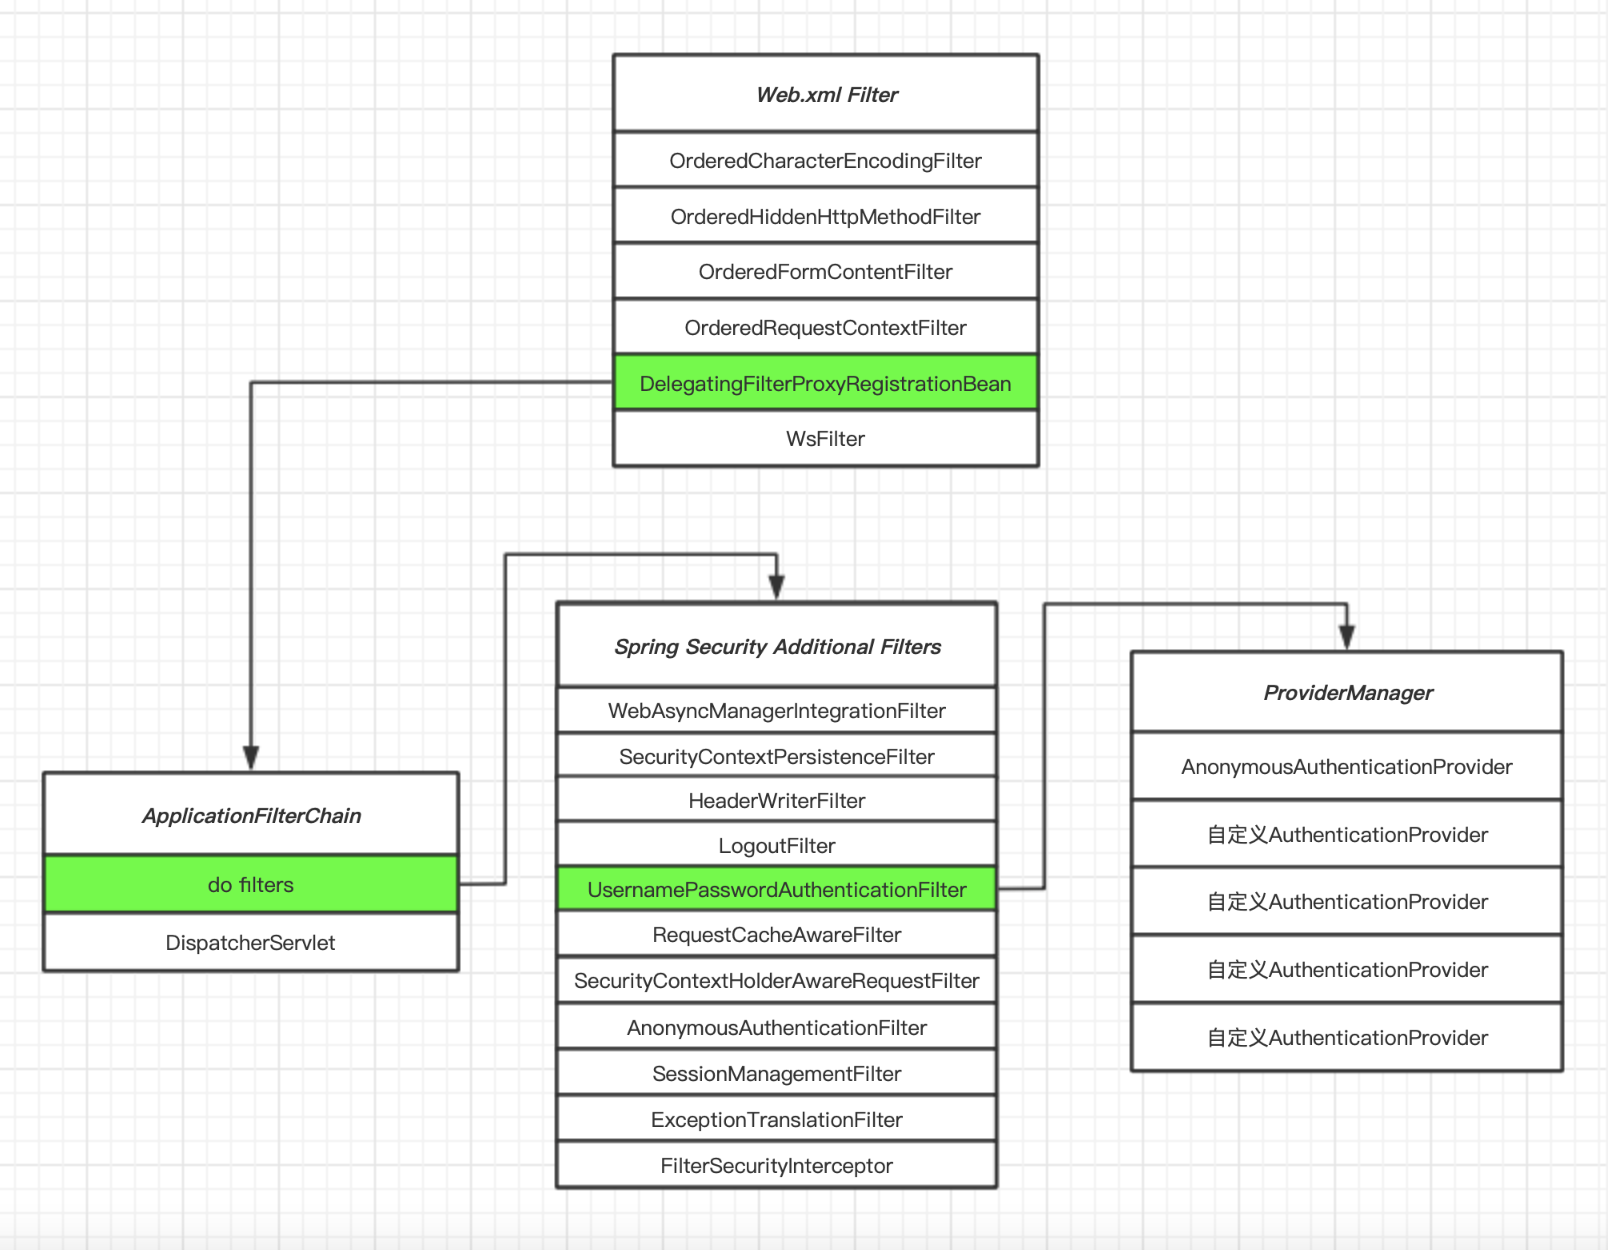 Web.xml Filter
OrderedCharacterEncodingFilter
OrderedHiddenHttpMethodFilter
OrderedFormContentFilter
OrderedRequestContextFilter
DelegatingFilterProxyRegistrationBean
WsFilter
ApplicationFilterChain
do filters
DispatcherServlet
Spring Security Additional Filters
WebAsyncManagerIntegrationFilter
SecurityContextPersistenceFilter
HeaderWriterFilter
LogoutFilter
UsernamePasswordAuthenticationFilter
RequestCacheAwareFilter
SecurityContextHolderAwareRequestFilter
AnonymousAuthenticationFilter
SessionManagementFilter
ExceptionTranslationFilter
FilterSecurityInterceptor
ProviderManager
AnonymousAuthenticationProvider
自定义AuthenticationProvider
自定义AuthenticationProvider
自定义AuthenticationProvider
自定义AuthenticationProvider